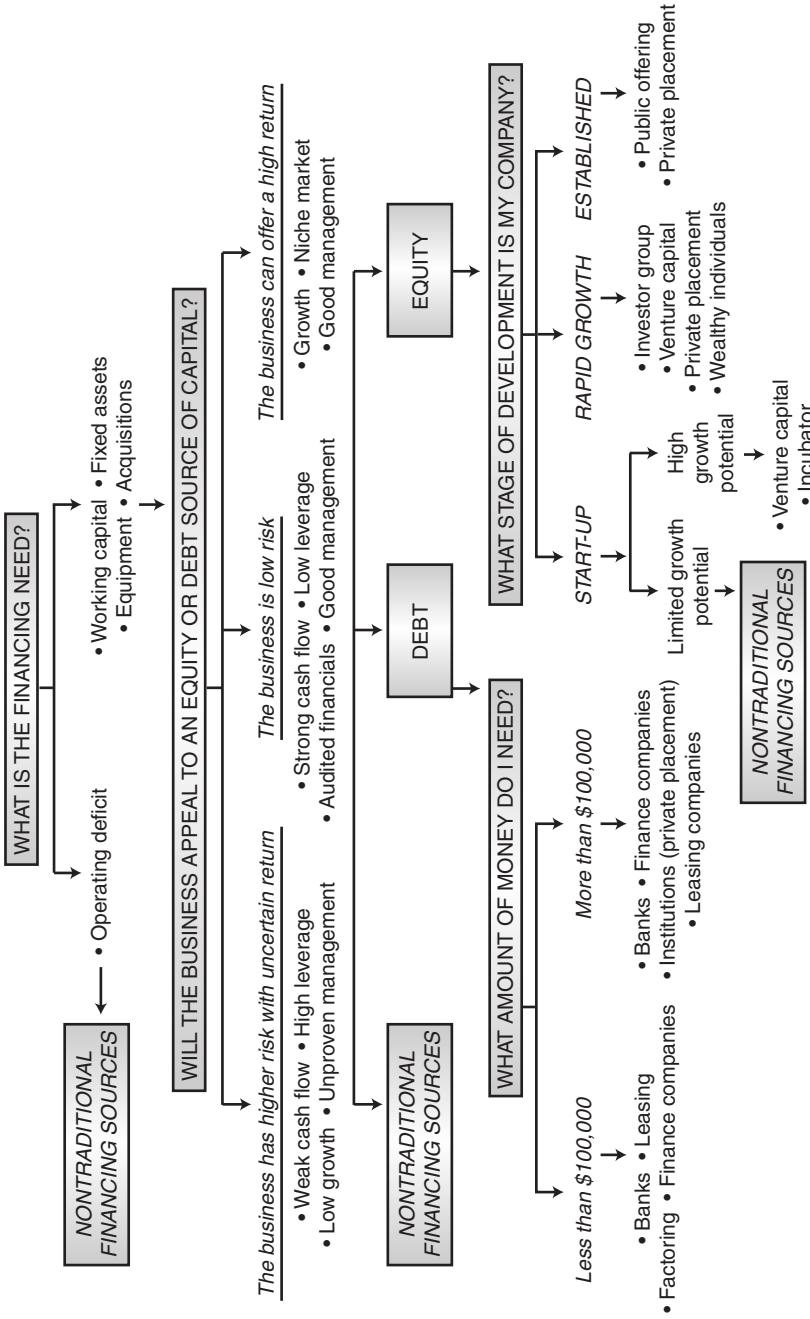 WHAT IS THE FINANCING NEED?
NONTRADITIONAL
FINANCING SOURCES
• Operating deficit
• Working capital • Fixed assets
• Equipment • Acquisitions
WILL THE BUSINESS APPEAL TO AN EQUITY OR DEBT SOURCE OF CAPITAL?
The business has higher risk with uncertain return
• Weak cash flow • High leverage
• Low growth • Unproven management
The business is low risk
• Strong cash flow • Low leverage
• Audited financials • Good management
The business can offer a high return
• Growth • Niche market
• Good management
NONTRADITIONAL
FINANCING SOURCES
DEBT
EQUITY
WHAT AMOUNT OF MONEY DO I NEED?
Less than $100,000
• Banks • Leasing
• Factoring • Finance companies
More than $100,000
• Banks • Finance companies
• Institutions (private placement)
• Leasing companies
WHAT STAGE OF DEVELOPMENT IS MY COMPANY?
START-UP
Limited growth
potential
NONTRADITIONAL
FINANCING SOURCES
High
growth
potential
• Venture capital
• Incubator
RAPID GROWTH
• Investor group
• Venture capital
• Private placement
• Wealthy individuals
ESTABLISHED
• Public offering
• Private placement